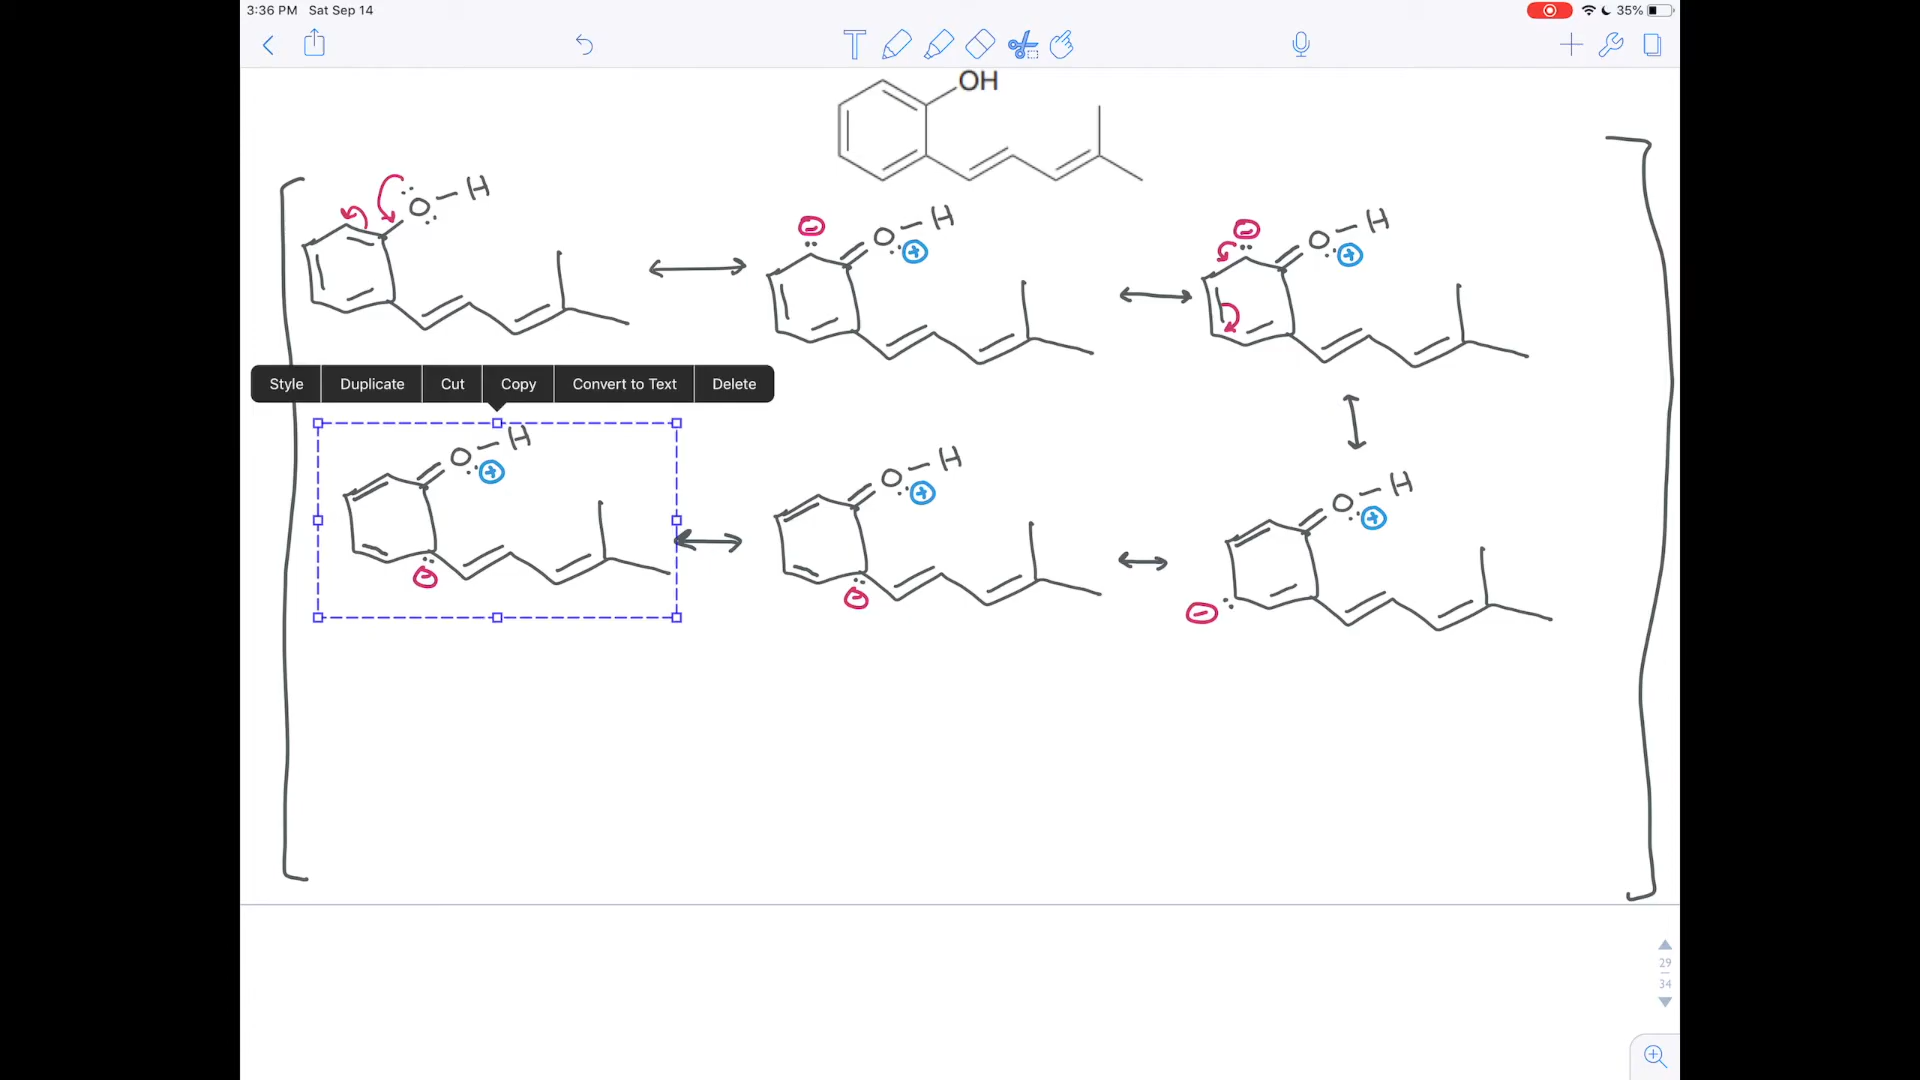 3:36 PM Sat Sep 14
35%
T
OH
O-H
⊖
O-H
⊕
⊖
O-H
⊕
Style Duplicate Cut Copy Convert to Text Delete
O-H
⊕
⊖
O-H
⊕
⊖
O-H
⊕
⊖
29
34